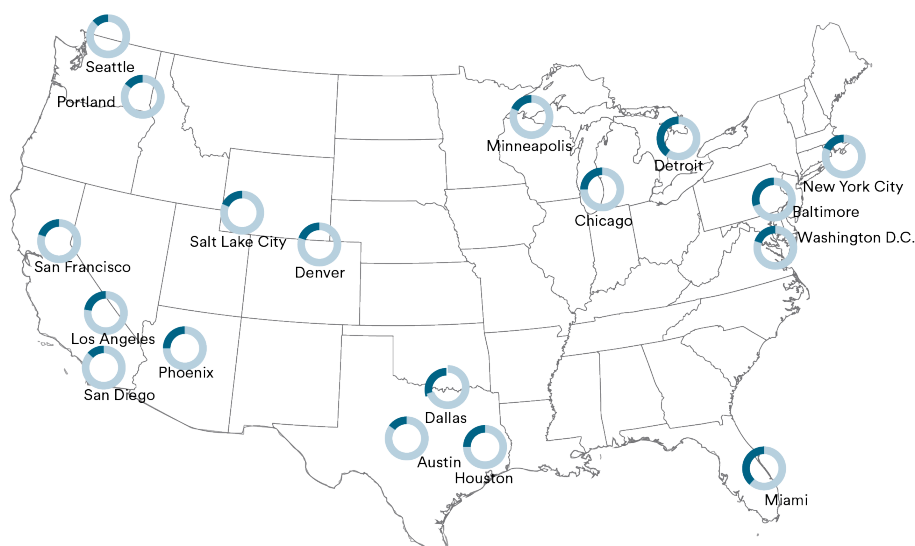 Seattle
Portland
Minneapolis
Detroit
New York City
Chicago
Baltimore
Salt Lake City
Washington D.C.
San Francisco
Denver
Los Angeles
Phoenix
San Diego
Dallas
Austin
Houston
Miami